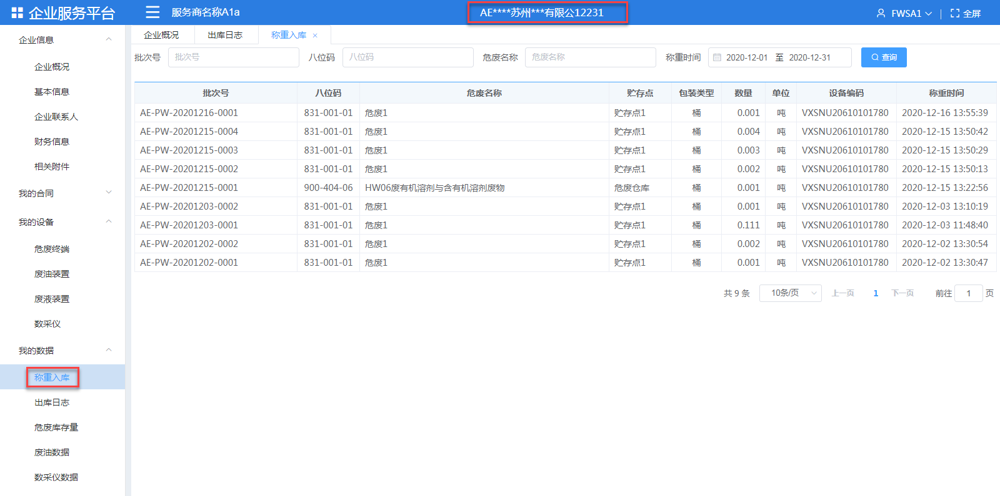 企业服务平台 服务商名称A1a AE****苏州***有限公12231 FWSA1 全屏
企业信息
企业概况
基本信息
企业联系人
财务信息
相关附件
我的合同
我的设备
危废终端
废油装置
废液装置
数采仪
我的数据
称重入库
出库日志
危废库存量
废油数据
数采仪数据
企业概况 出库日志 称重入库 ×
批次号 批次号 八位码 八位码 危废名称 危废名称 称重时间 2020-12-01 至 2020-12-31 查询
批次号 八位码 危废名称 贮存点 包装类型 数量 单位 设备编码 称重时间
AE-PW-20201216-0001 831-001-01 危废1 贮存点1 桶 0.001 吨 VXSNU20610101780 2020-12-16 13:55:39
AE-PW-20201215-0004 831-001-01 危废1 贮存点1 桶 0.004 吨 VXSNU20610101780 2020-12-15 13:50:42
AE-PW-20201215-0003 831-001-01 危废1 贮存点1 桶 0.003 吨 VXSNU20610101780 2020-12-15 13:50:29
AE-PW-20201215-0002 831-001-01 危废1 贮存点1 桶 0.002 吨 VXSNU20610101780 2020-12-15 13:50:13
AE-PW-20201215-0001 900-404-06 HW06废有机溶剂与含有机溶剂废物 危废仓库 桶 0.001 吨 VXSNU20610101780 2020-12-15 13:22:56
AE-PW-20201203-0002 831-001-01 危废1 贮存点1 桶 0.001 吨 VXSNU20610101780 2020-12-03 13:10:19
AE-PW-20201203-0001 831-001-01 危废1 贮存点1 桶 0.111 吨 VXSNU20610101780 2020-12-03 11:48:40
AE-PW-20201202-0002 831-001-01 危废1 贮存点1 桶 0.002 吨 VXSNU20610101780 2020-12-02 13:30:54
AE-PW-20201202-0001 831-001-01 危废1 贮存点1 桶 0.001 吨 VXSNU20610101780 2020-12-02 13:30:47
共 9 条 10条/页 上一页 1 下一页 前往 1 页